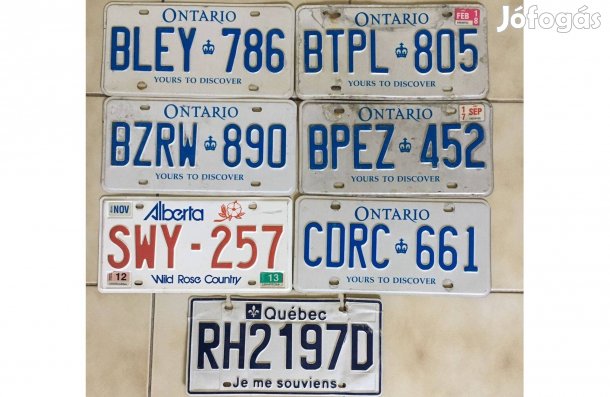 Jófogás
ONTARIO
BLEY 786
YOURS TO DISCOVER
ONTARIO
FEB 18
BTPL 805
YOURS TO DISCOVER
ONTARIO
BZRW 890
YOURS TO DISCOVER
ONTARIO
17 SEP
BPEZ 452
YOURS TO DISCOVER
NOV Alberta
SWY-257
12 Wild Rose Country 13
ONTARIO
CDRC 661
YOURS TO DISCOVER
Québec
RH2197D
Je me souviens